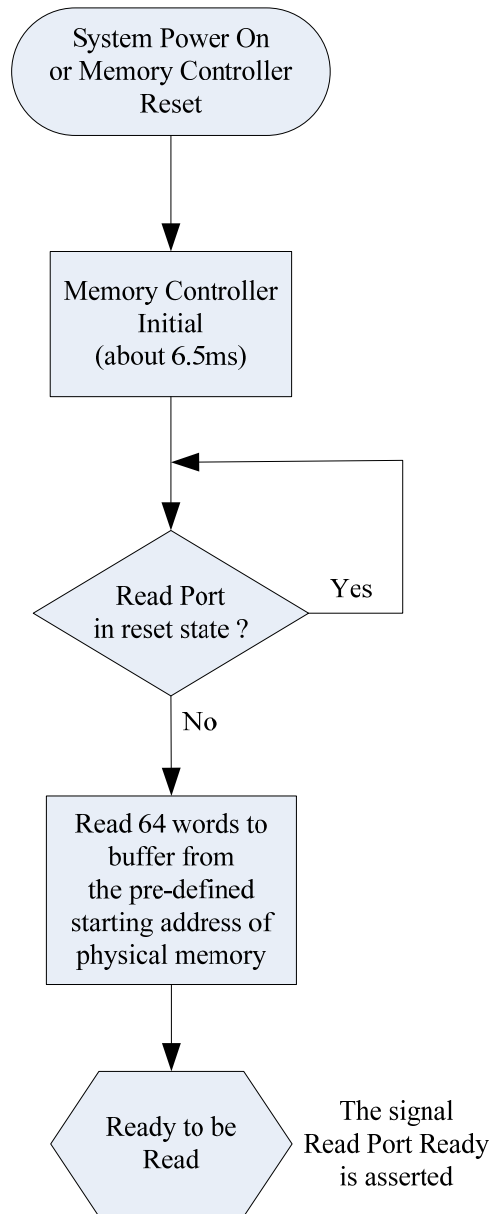 System Power On
or Memory Controller
Reset
Memory Controller
Initial
(about 6.5ms)
Read Port
in reset state ?
Yes
No
Read 64 words to
buffer from
the pre-defined
starting address of
physical memory
Ready to be
Read
The signal
Read Port Ready
is asserted